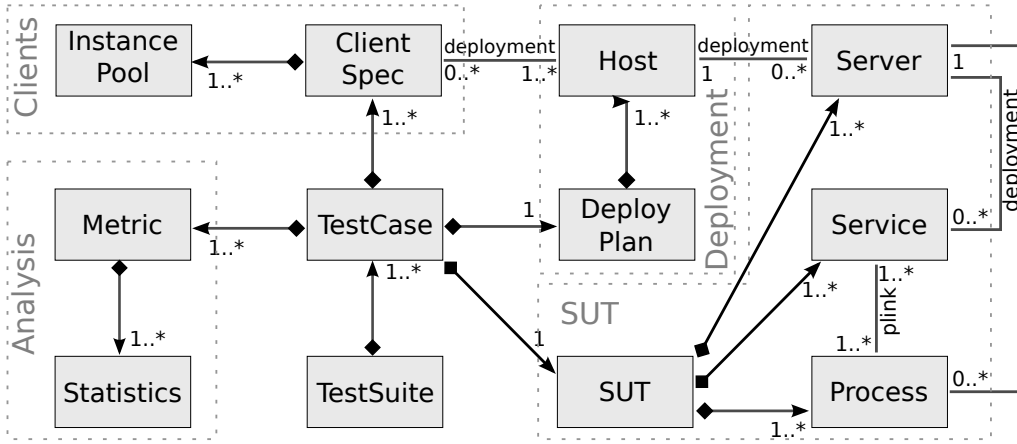 Clients
Instance
Pool
1..*
Client
Spec
deployment
0..*
1..*
Host
deployment
1
0..*
Server
1
deployment
1..*
1..*
1..*
Deployment
Analysis
Metric
1..*
TestCase
1
Deploy
Plan
Service
0..*
1..*
1..*
1..*
plink
SUT
1..*
1
1..*
Statistics
TestSuite
SUT
1..*
Process
0..*